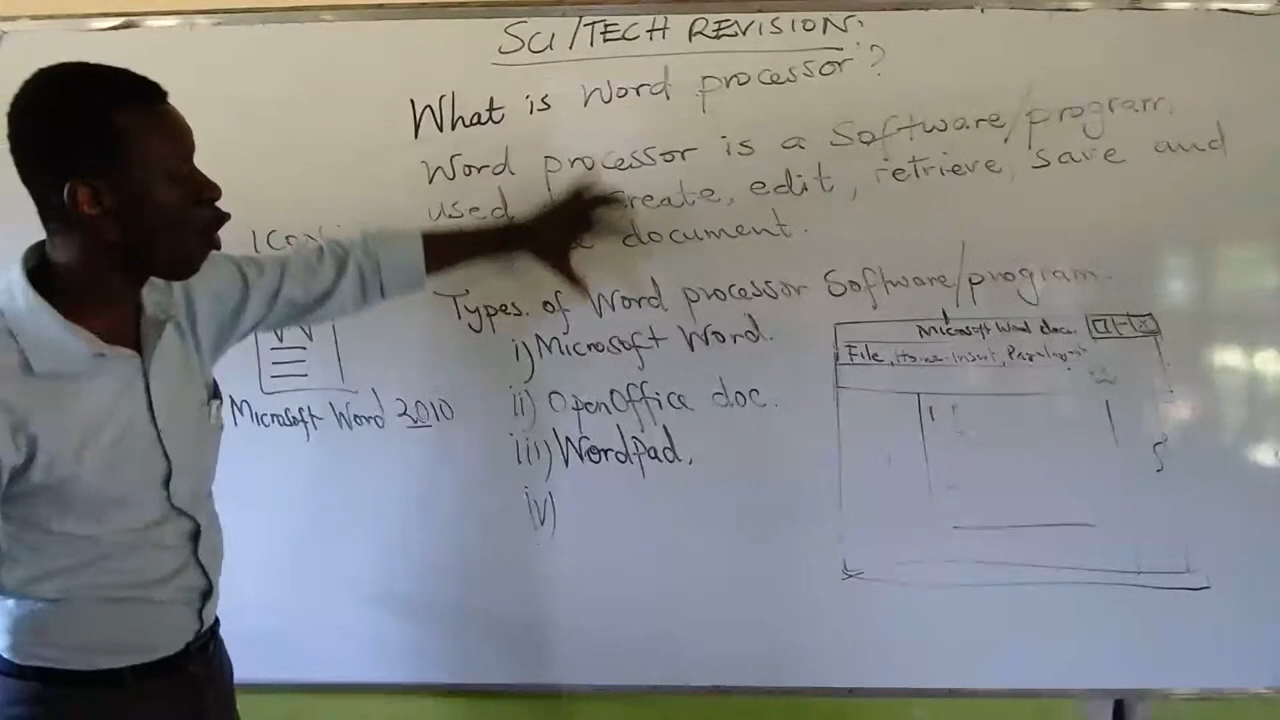 SCI/TECH REVISION.
What is Word processor?
Word processor is a Software/program,
used create, edit, retrieve, save and
document.
Types. of Word processor Software/program.
i) Microsoft Word.
ii) OpenOffice doc.
iii) WordPad.
iv)
W
Microsoft Word 2010
Microsoft Word doc.
File, Home, Insert,